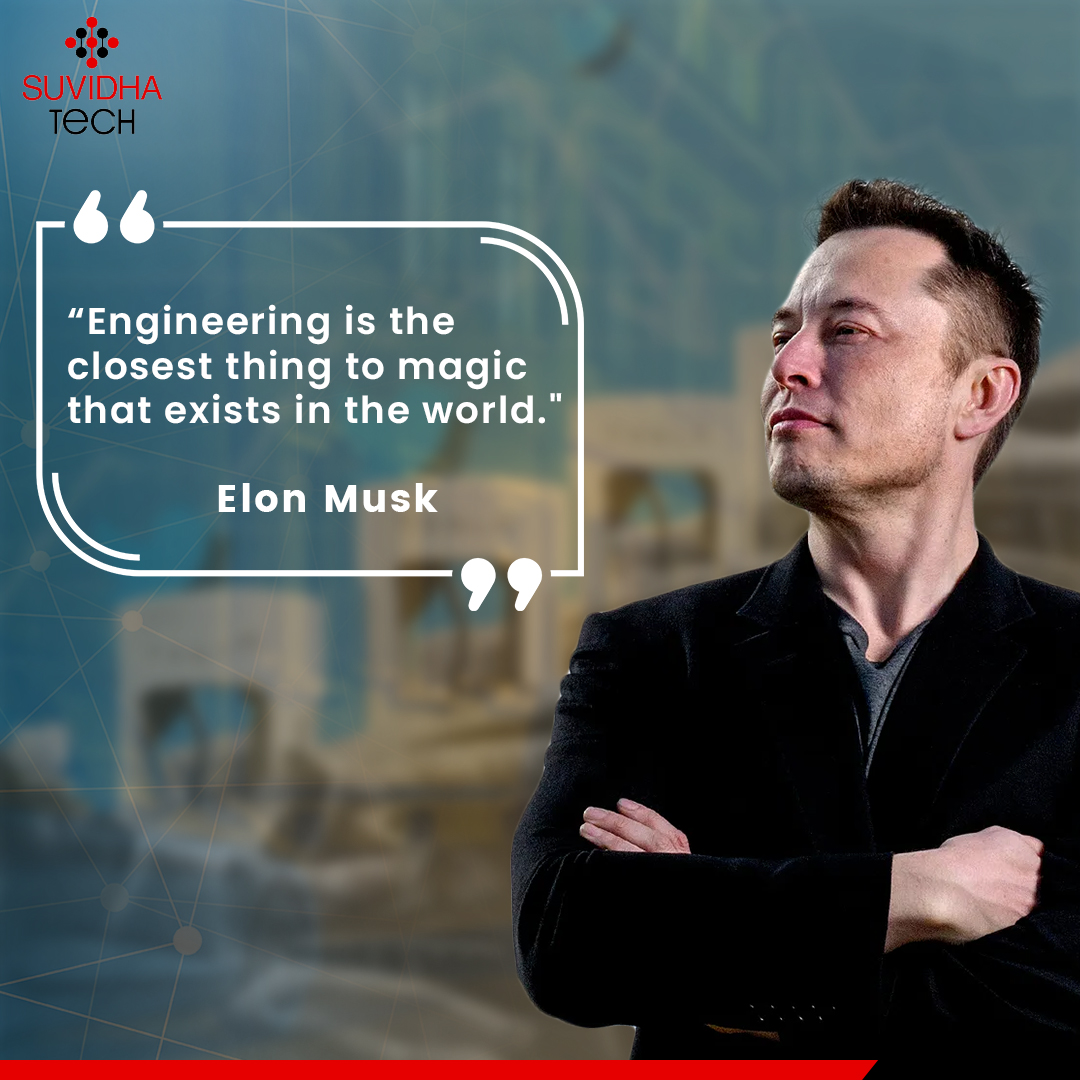 SUVIDHA
TECH
“Engineering is the
closest thing to magic
that exists in the world."
Elon Musk